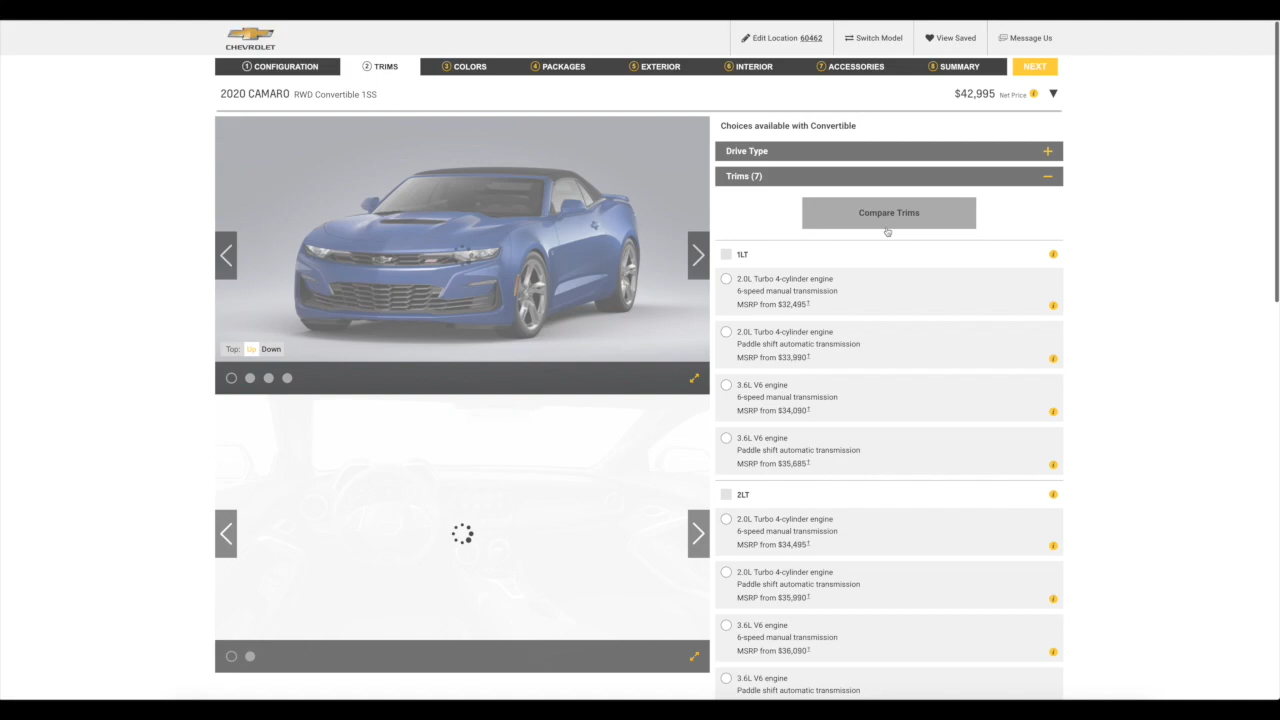 CHEVROLET
Edit Location 60462
Switch Model
View Saved
Message Us
1 CONFIGURATION
2 TRIMS
3 COLORS
4 PACKAGES
5 EXTERIOR
6 INTERIOR
7 ACCESSORIES
8 SUMMARY
NEXT
2020 CAMARO RWD Convertible 1SS
$42,995 Net Price i
Choices available with Convertible
Drive Type
Trims (7)
Compare Trims
Top: Up Down
1LT
2.0L Turbo 4-cylinder engine
6-speed manual transmission
MSRP from $32,495†
2.0L Turbo 4-cylinder engine
Paddle shift automatic transmission
MSRP from $33,990†
3.6L V6 engine
6-speed manual transmission
MSRP from $34,090†
3.6L V6 engine
Paddle shift automatic transmission
MSRP from $35,685†
2LT
2.0L Turbo 4-cylinder engine
6-speed manual transmission
MSRP from $34,495†
2.0L Turbo 4-cylinder engine
Paddle shift automatic transmission
MSRP from $35,990†
3.6L V6 engine
6-speed manual transmission
MSRP from $36,090†
3.6L V6 engine
Paddle shift automatic transmission